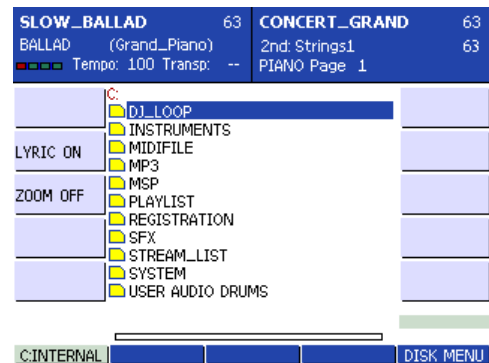 SLOW_BALLAD 63 CONCERT_GRAND 63
BALLAD (Grand_Piano) 2nd: Strings1 63
Tempo: 100 Transp: -- PIANO Page 1
C:
DJ_LOOP
INSTRUMENTS
LYRIC ON MIDIFILE
MP3
ZOOM OFF MSP
PLAYLIST
REGISTRATION
SFX
STREAM_LIST
SYSTEM
USER AUDIO DRUMS
C:INTERNAL DISK MENU